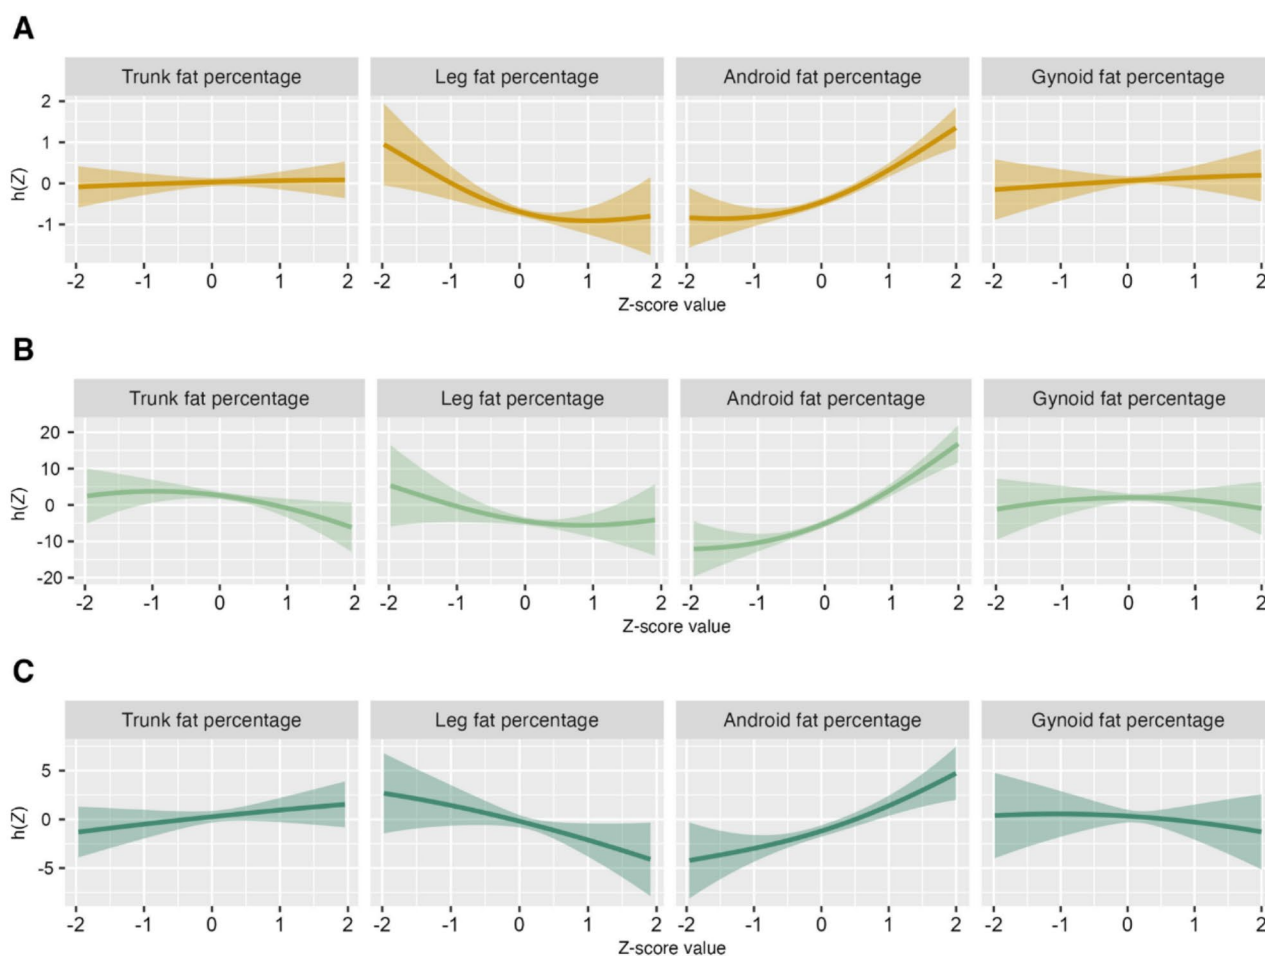 A
Trunk fat percentage Leg fat percentage Android fat percentage Gynoid fat percentage
2
1
0
-1
h(Z)
-2 -1 0 1 2 -2 -1 0 1 2 -2 -1 0 1 2 -2 -1 0 1 2
Z-score value
B
Trunk fat percentage Leg fat percentage Android fat percentage Gynoid fat percentage
20
10
0
-10
-20
h(Z)
-2 -1 0 1 2 -2 -1 0 1 2 -2 -1 0 1 2 -2 -1 0 1 2
Z-score value
C
Trunk fat percentage Leg fat percentage Android fat percentage Gynoid fat percentage
5
0
-5
h(Z)
-2 -1 0 1 2 -2 -1 0 1 2 -2 -1 0 1 2 -2 -1 0 1 2
Z-score value